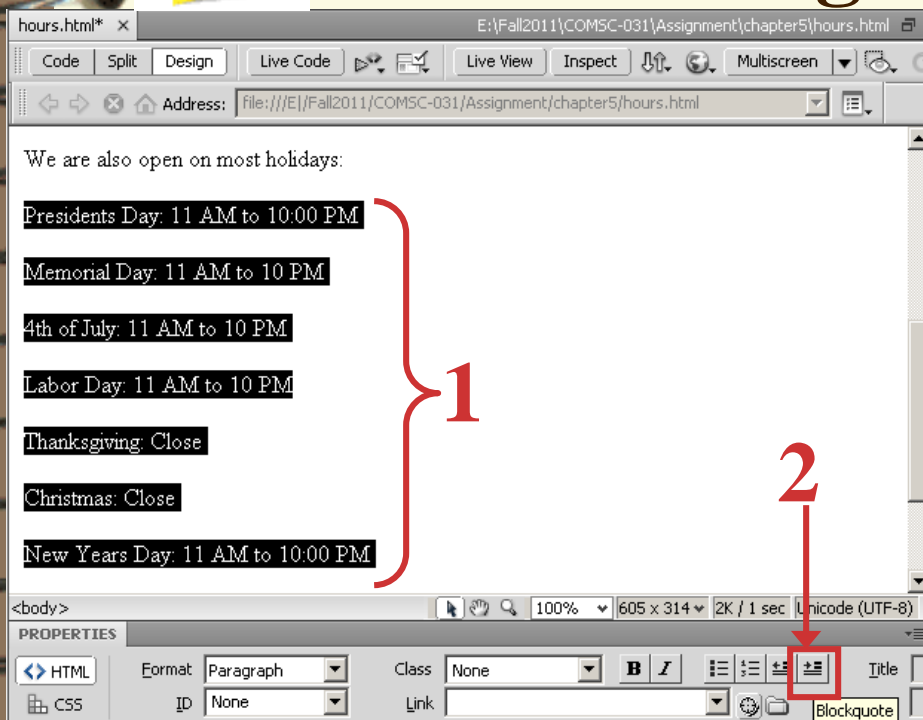 hours.html* × E:\Fall2011\COMSC-031\Assignment\chapter5\hours.html
Code Split Design Live Code Live View Inspect Multiscreen
Address: file:///E|/Fall2011/COMSC-031/Assignment/chapter5/hours.html
We are also open on most holidays:
Presidents Day: 11 AM to 10:00 PM
Memorial Day: 11 AM to 10 PM
4th of July: 11 AM to 10 PM
Labor Day: 11 AM to 10 PM
1
Thanksgiving: Close
2
Christmas: Close
New Years Day: 11 AM to 10:00 PM
<body> 100% 605 x 314 2K / 1 sec Unicode (UTF-8)
PROPERTIES
<> HTML Format Paragraph Class None B I Title
CSS ID None Link
Blockquote